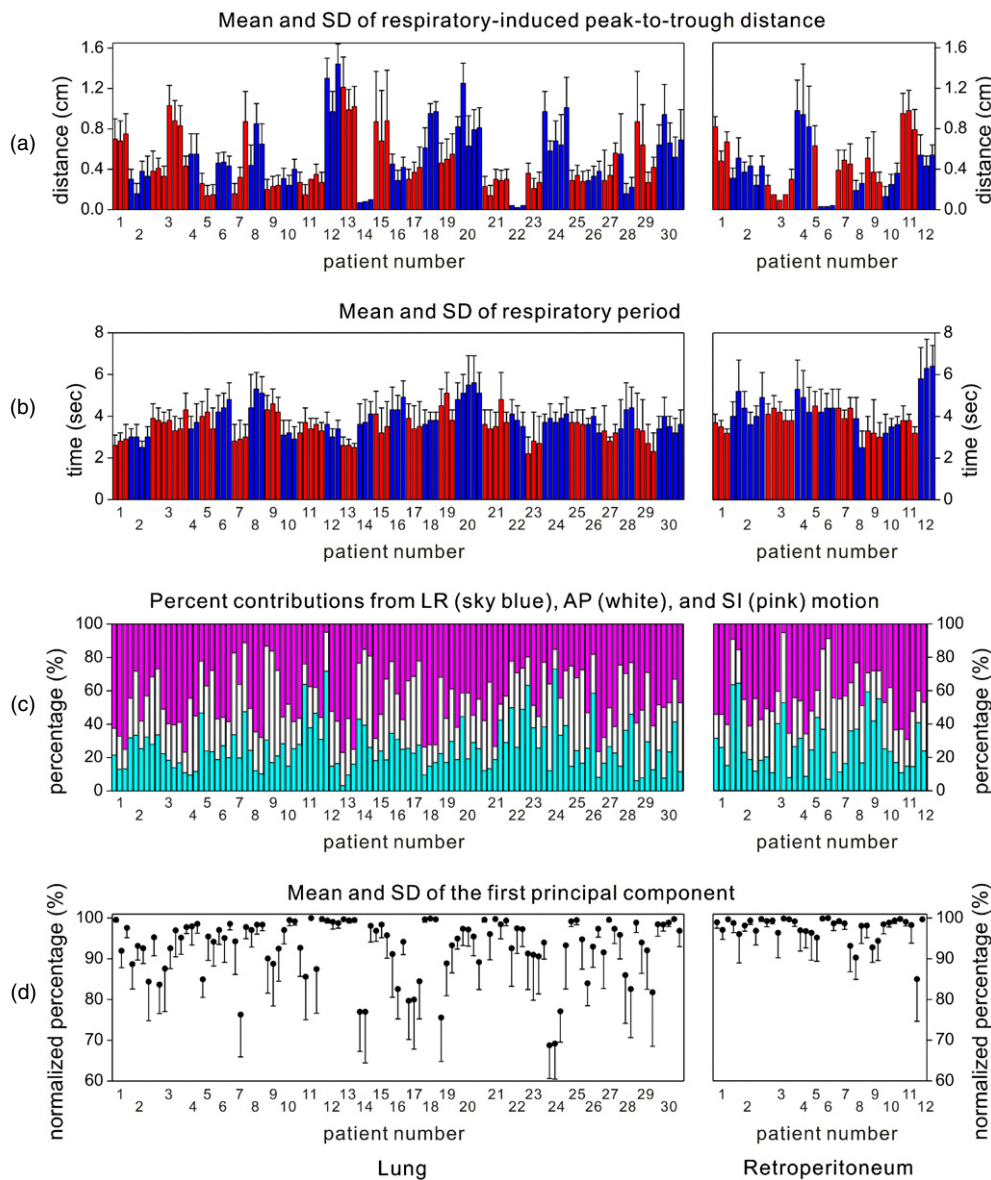 Mean and SD of respiratory-induced peak-to-trough distance
(a)
distance (cm)
1.6
1.2
0.8
0.4
0.0
1.6
1.2
0.8
0.4
0.0
distance (cm)
1 3 5 7 9 11 13 15 17 19 21 23 25 27 29
2 4 6 8 10 12 14 16 18 20 22 24 26 28 30
patient number
1 3 5 7 9 11
2 4 6 8 10 12
patient number
Mean and SD of respiratory period
(b)
time (sec)
8
6
4
2
0
8
6
4
2
0
time (sec)
1 3 5 7 9 11 13 15 17 19 21 23 25 27 29
2 4 6 8 10 12 14 16 18 20 22 24 26 28 30
patient number
1 3 5 7 9 11
2 4 6 8 10 12
patient number
Percent contributions from LR (sky blue), AP (white), and SI (pink) motion
(c)
percentage (%)
100
80
60
40
20
0
100
80
60
40
20
0
percentage (%)
1 3 5 7 9 11 13 15 17 19 21 23 25 27 29
2 4 6 8 10 12 14 16 18 20 22 24 26 28 30
patient number
1 3 5 7 9 11
2 4 6 8 10 12
patient number
Mean and SD of the first principal component
(d)
normalized percentage (%)
100
90
80
70
60
100
90
80
70
60
normalized percentage (%)
1 3 5 7 9 11 13 15 17 19 21 23 25 27 29
2 4 6 8 10 12 14 16 18 20 22 24 26 28 30
patient number
1 3 5 7 9 11
2 4 6 8 10 12
patient number
Lung
Retroperitoneum